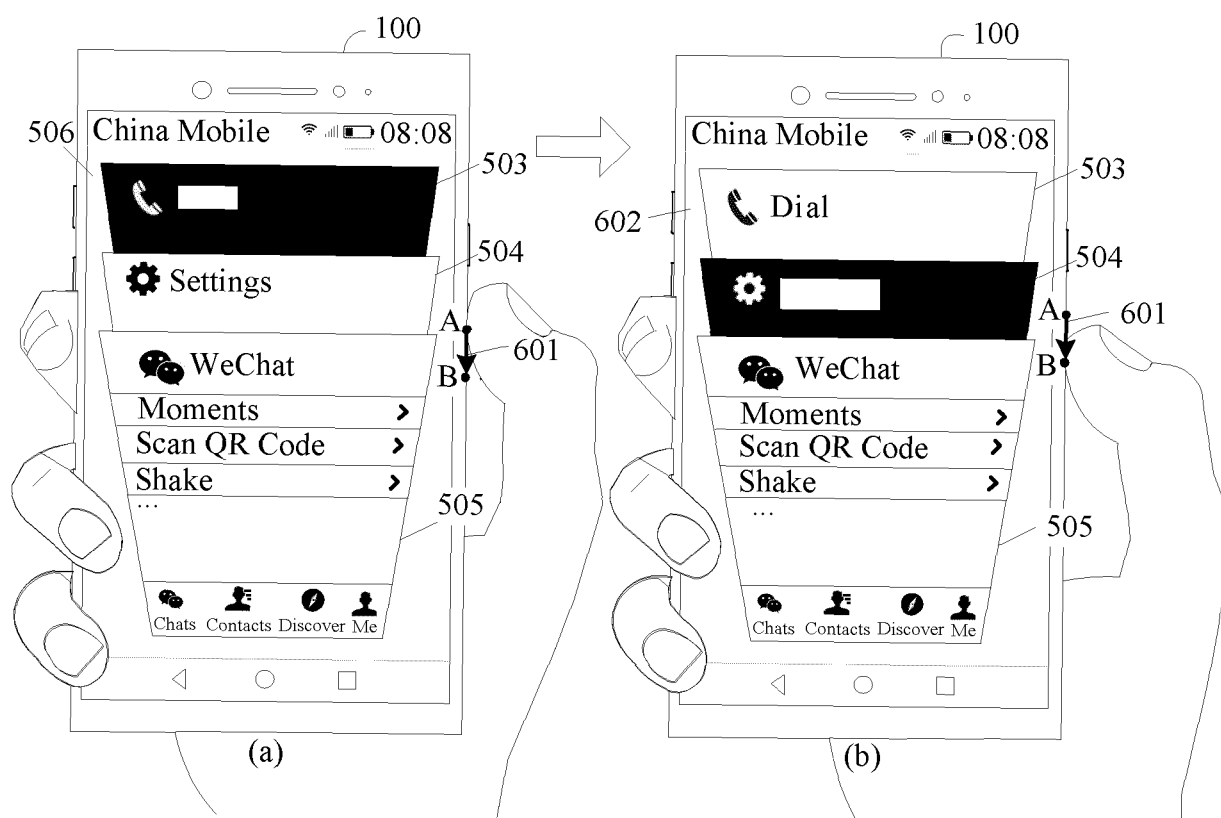 100
506
China Mobile 08:08
503
504
Settings
A
601
B
WeChat
Moments
Scan QR Code
Shake
...
505
Chats Contacts Discover Me
(a)
100
China Mobile 08:08
503
602
Dial
504
A
601
B
WeChat
Moments
Scan QR Code
Shake
...
505
Chats Contacts Discover Me
(b)